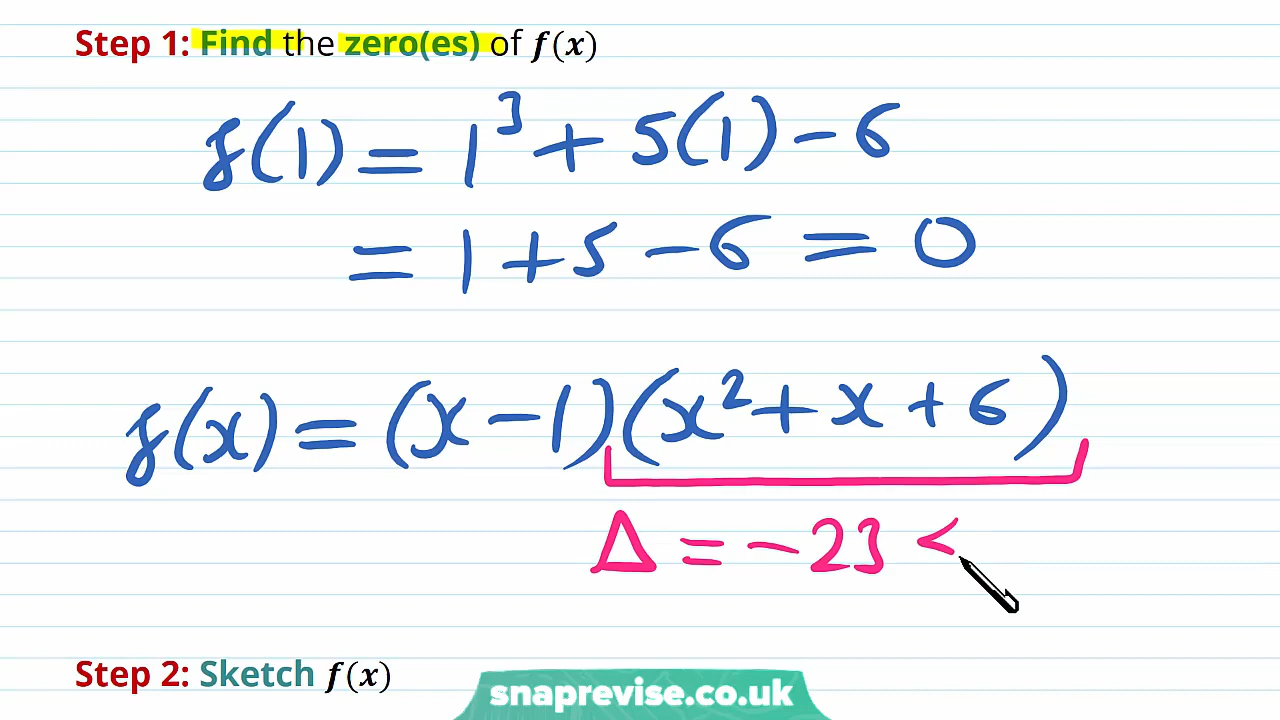 Step 1: Find the zero(es) of f(x)
f(1) = 1³ + 5(1) - 6
= 1 + 5 - 6 = 0
f(x) = (x - 1)(x² + x + 6)
Δ = -23 <
Step 2: Sketch f(x)
snaprevise.co.uk